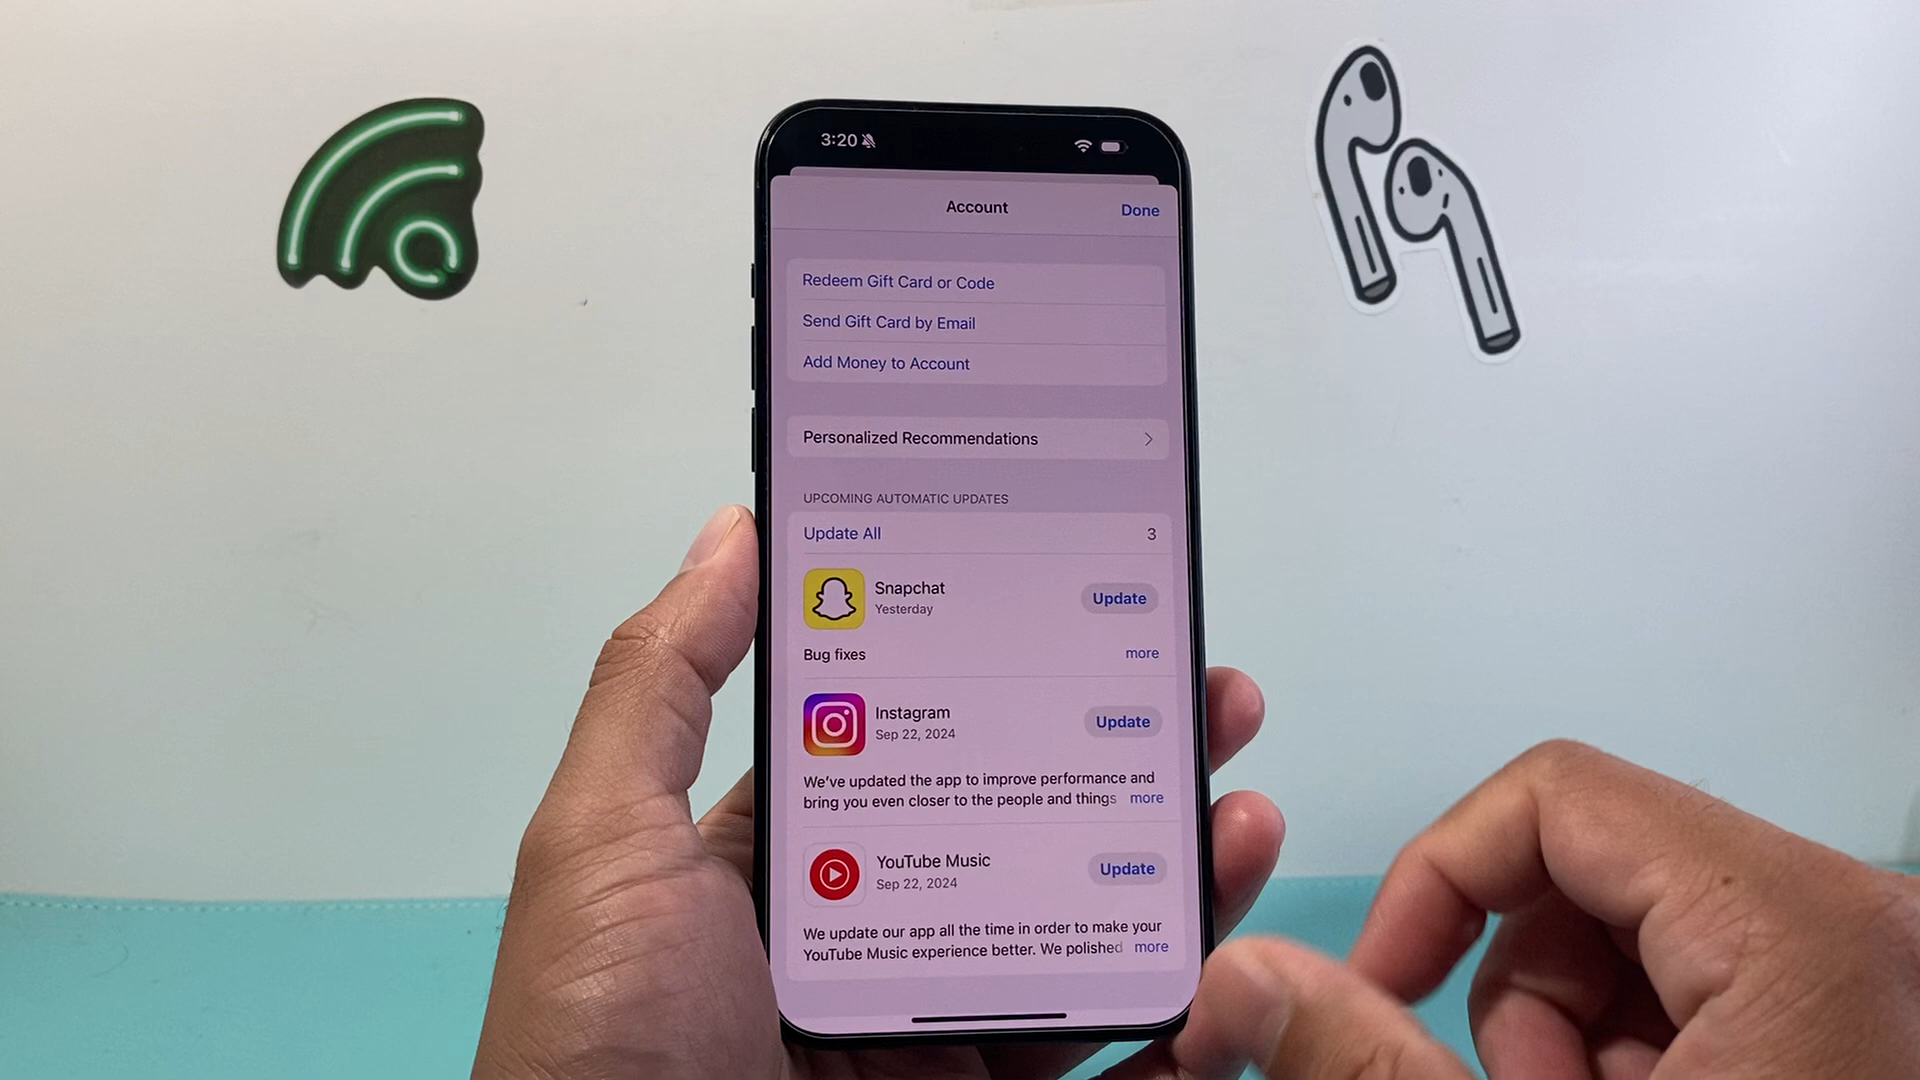 3:20
Account
Done
Redeem Gift Card or Code
Send Gift Card by Email
Add Money to Account
Personalized Recommendations
UPCOMING AUTOMATIC UPDATES
Update All
3
Snapchat
Yesterday
Update
Bug fixes
more
Instagram
Sep 22, 2024
Update
We've updated the app to improve performance and
bring you even closer to the people and things more
YouTube Music
Sep 22, 2024
Update
We update our app all the time in order to make your
YouTube Music experience better. We polished more